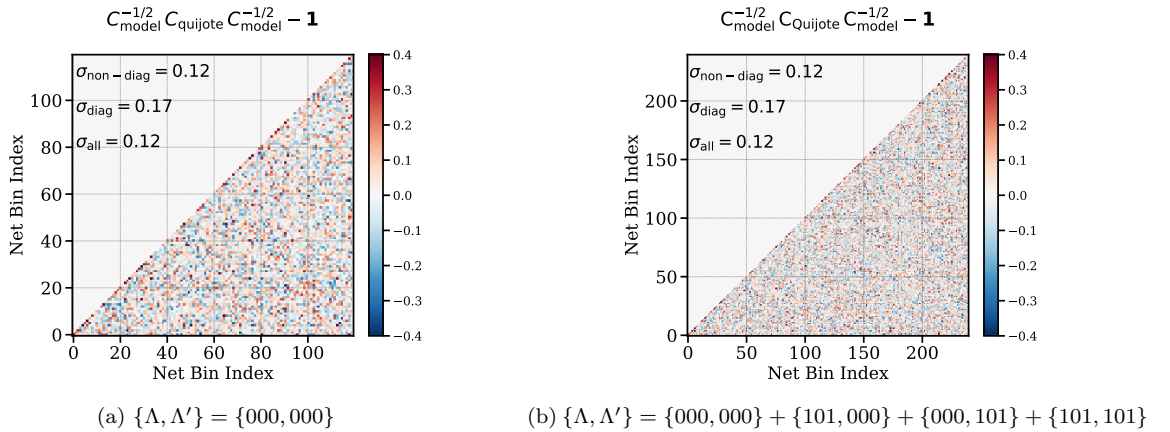 C_model^{-1/2} C_quijote C_model^{-1/2} − 1
σ_non−diag = 0.12
σ_diag = 0.17
σ_all = 0.12
Net Bin Index
100
80
60
40
20
0
0 20 40 60 80 100
Net Bin Index
0.4
0.3
0.2
0.1
0.0
−0.1
−0.2
−0.3
−0.4
(a) {Λ, Λ′} = {000, 000}
C_model^{-1/2} C_Quijote C_model^{-1/2} − 1
σ_non−diag = 0.12
σ_diag = 0.17
σ_all = 0.12
Net Bin Index
200
150
100
50
0
0 50 100 150 200
Net Bin Index
0.4
0.3
0.2
0.1
0.0
−0.1
−0.2
−0.3
−0.4
(b) {Λ, Λ′} = {000, 000} + {101, 000} + {000, 101} + {101, 101}